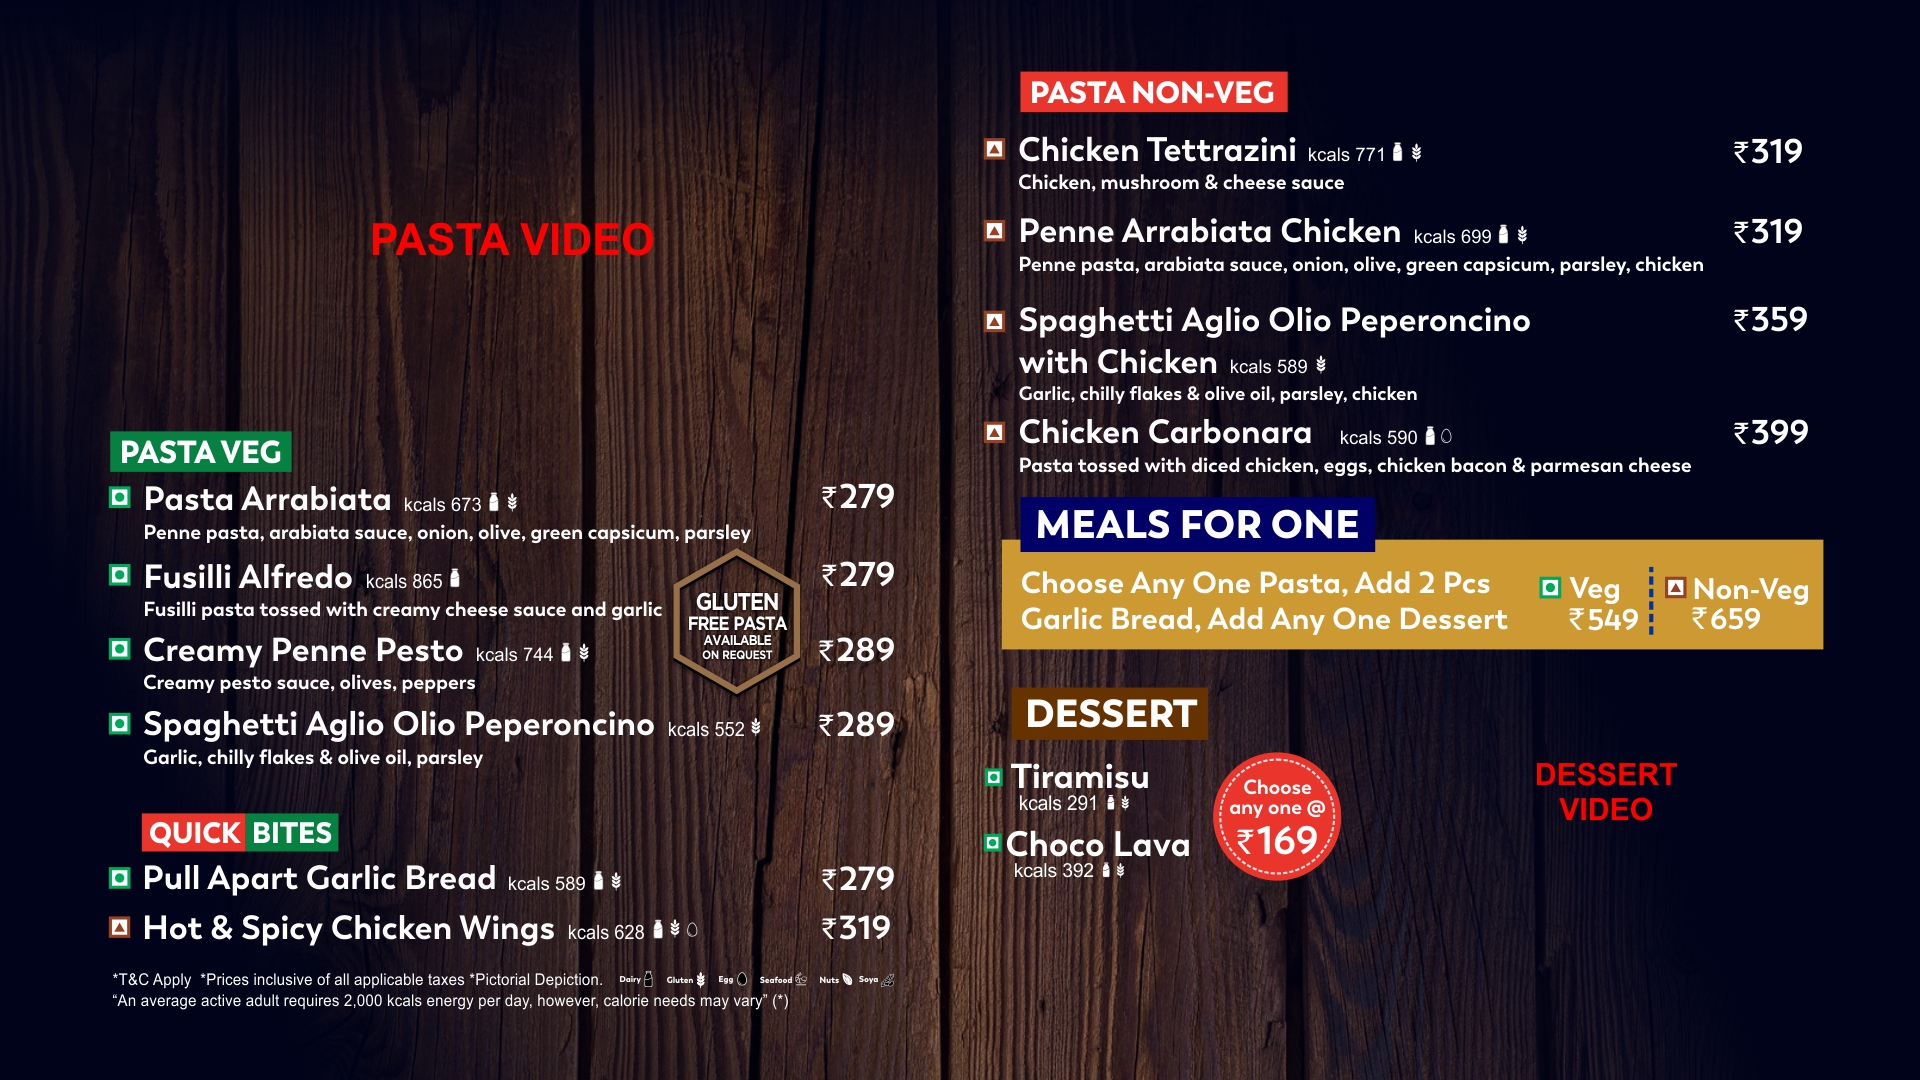 PASTA VIDEO
PASTA VEG
Pasta Arrabiata kcals 673 ₹279
Penne pasta, arabiata sauce, onion, olive, green capsicum, parsley
Fusilli Alfredo kcals 865 ₹279
Fusilli pasta tossed with creamy cheese sauce and garlic
Creamy Penne Pesto kcals 744 ₹289
Creamy pesto sauce, olives, peppers
Spaghetti Aglio Olio Peperoncino kcals 552 ₹289
Garlic, chilly flakes & olive oil, parsley
GLUTEN
FREE PASTA
AVAILABLE
ON REQUEST
QUICK BITES
Pull Apart Garlic Bread kcals 589 ₹279
Hot & Spicy Chicken Wings kcals 628 ₹319
*T&C Apply *Prices inclusive of all applicable taxes *Pictorial Depiction. Dairy Gluten Egg Seafood Nuts Soya
“An average active adult requires 2,000 kcals energy per day, however, calorie needs may vary” (*)
PASTA NON-VEG
Chicken Tettrazini kcals 771 ₹319
Chicken, mushroom & cheese sauce
Penne Arrabiata Chicken kcals 699 ₹319
Penne pasta, arabiata sauce, onion, olive, green capsicum, parsley, chicken
Spaghetti Aglio Olio Peperoncino ₹359
with Chicken kcals 589
Garlic, chilly flakes & olive oil, parsley, chicken
Chicken Carbonara kcals 590 ₹399
Pasta tossed with diced chicken, eggs, chicken bacon & parmesan cheese
MEALS FOR ONE
Choose Any One Pasta, Add 2 Pcs
Garlic Bread, Add Any One Dessert
Veg
₹549
Non-Veg
₹659
DESSERT
Tiramisu
kcals 291
Choco Lava
kcals 392
Choose
any one @
₹169
DESSERT
VIDEO